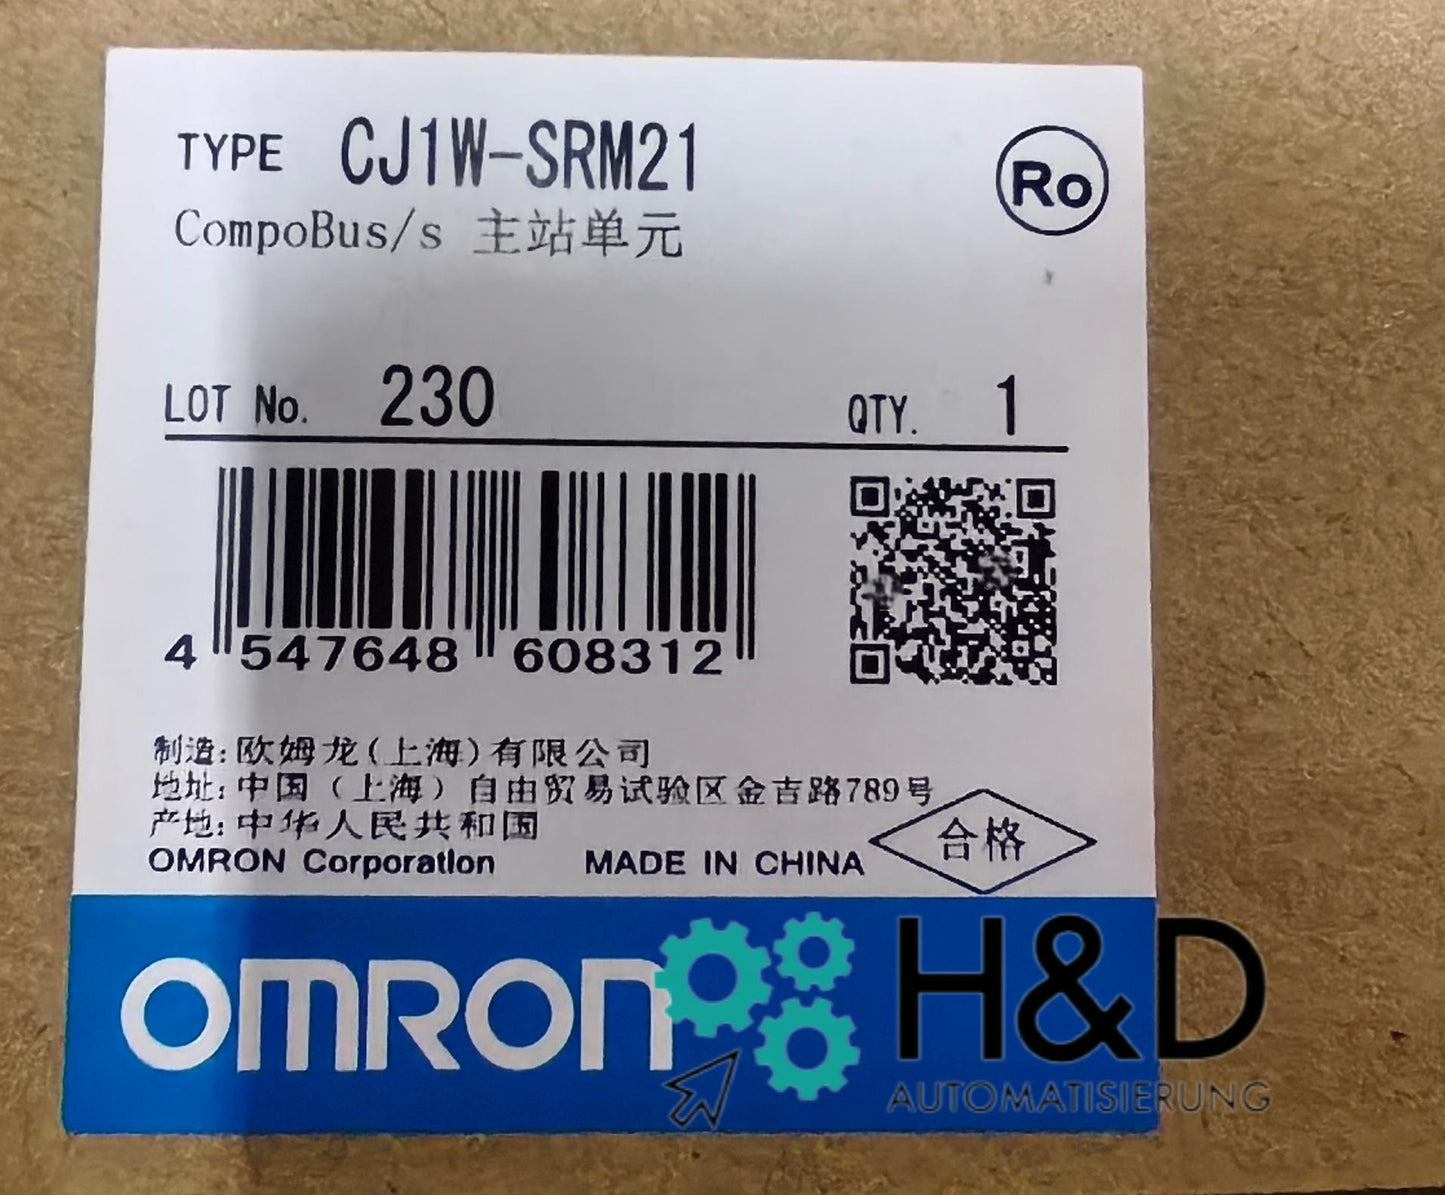 TYPE CJ1W-SRM21
Ro
CompoBus/s 主站单元
LOT No. 230 QTY. 1
4 547648 608312
制造:欧姆龙(上海)有限公司
地址:中国(上海)自由贸易试验区金吉路789号
产地:中华人民共和国
合格
OMRON Corporation MADE IN CHINA
OMRON
H&D
AUTOMATISIERUNG